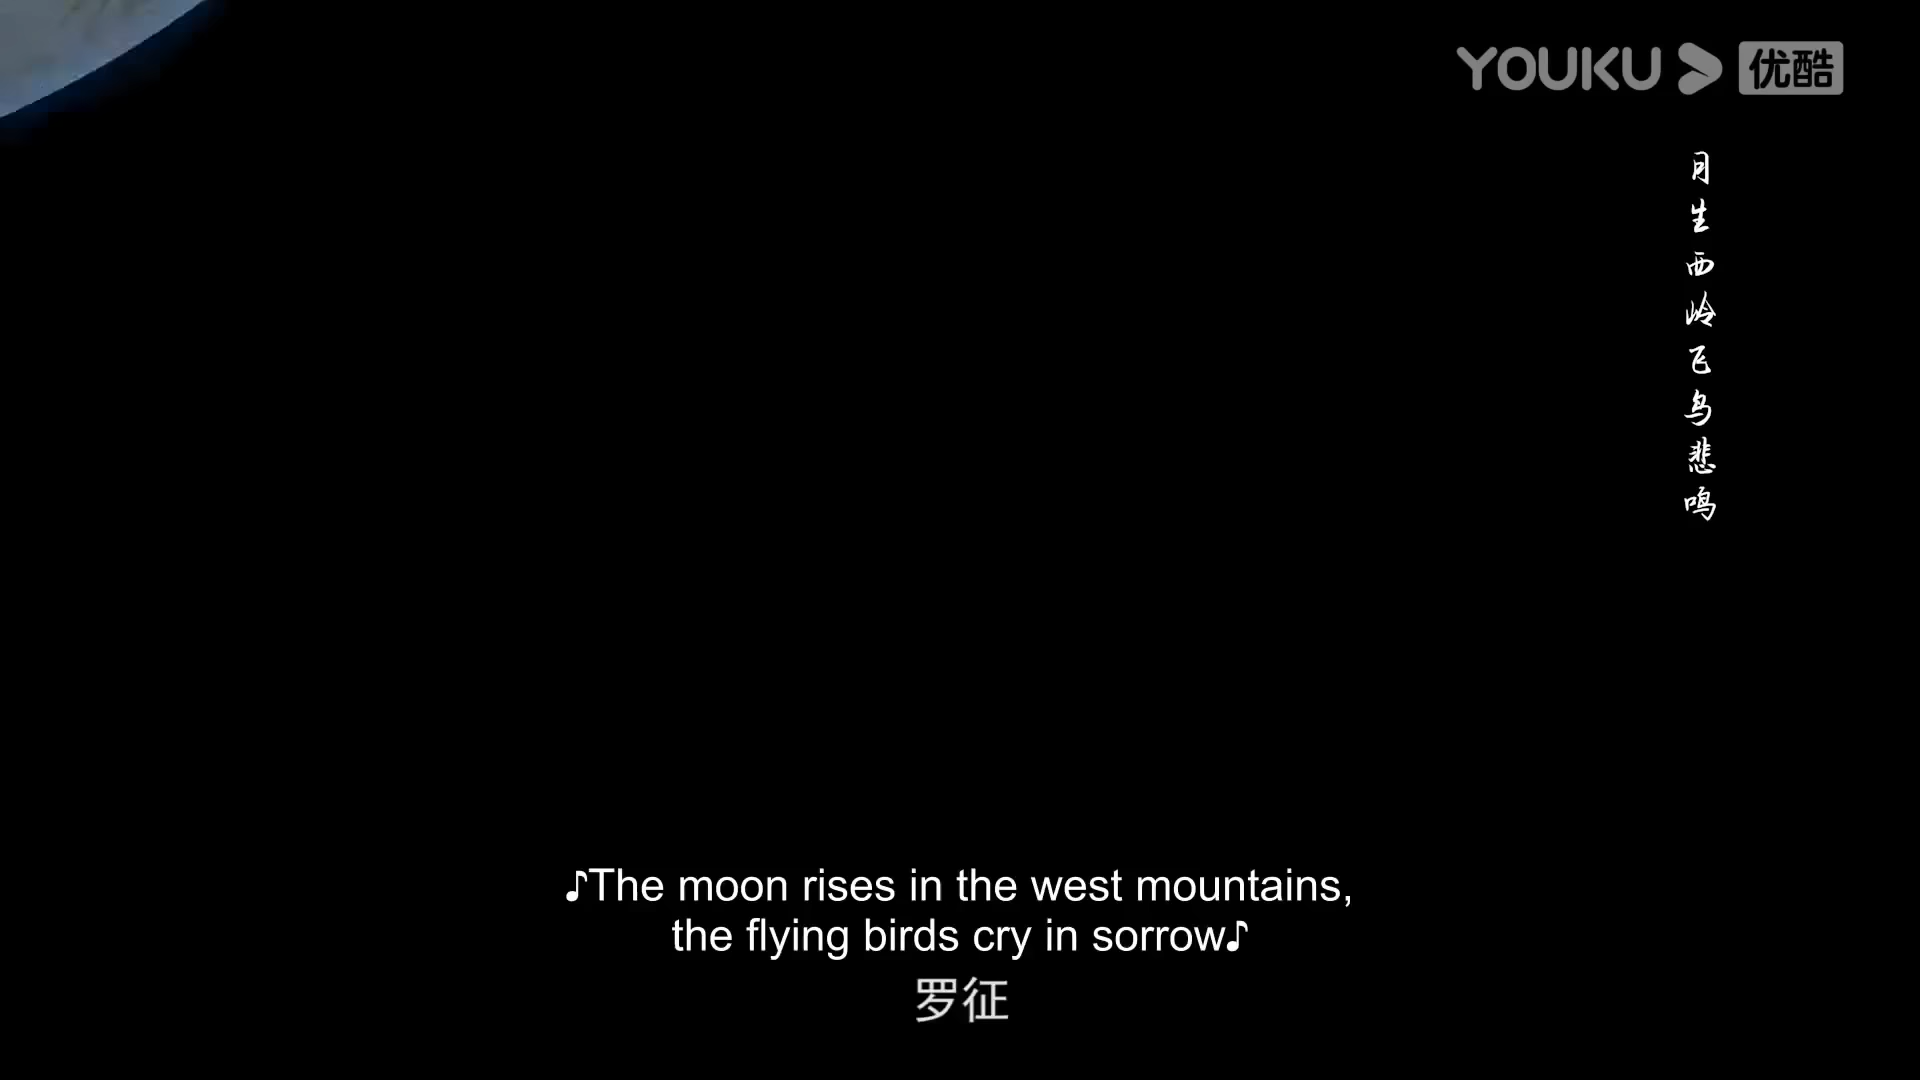 YOUKU 优酷
月生西岭飞鸟悲鸣
♪The moon rises in the west mountains,
the flying birds cry in sorrow♪
罗征